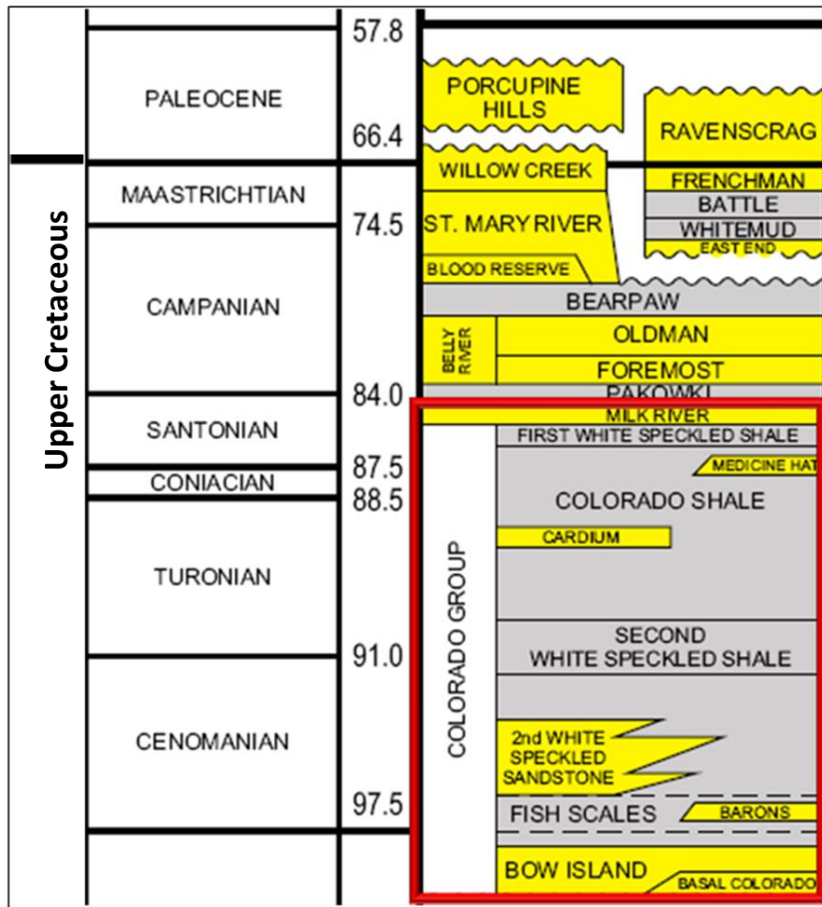 57.8
PALEOCENE
66.4
Upper Cretaceous
MAASTRICHTIAN
74.5
CAMPANIAN
84.0
SANTONIAN
87.5
CONIACIAN
88.5
TURONIAN
91.0
CENOMANIAN
97.5
PORCUPINE
HILLS
RAVENSCRAG
WILLOW CREEK
FRENCHMAN
BATTLE
ST. MARY RIVER
WHITEMUD
EAST END
BLOOD RESERVE
BEARPAW
BELLY
RIVER
OLDMAN
FOREMOST
PAKOWKI
MILK RIVER
COLORADO GROUP
FIRST WHITE SPECKLED SHALE
MEDICINE HAT
COLORADO SHALE
CARDIUM
SECOND
WHITE SPECKLED SHALE
2nd WHITE
SPECKLED
SANDSTONE
FISH SCALES
BARONS
BOW ISLAND
BASAL COLORADO